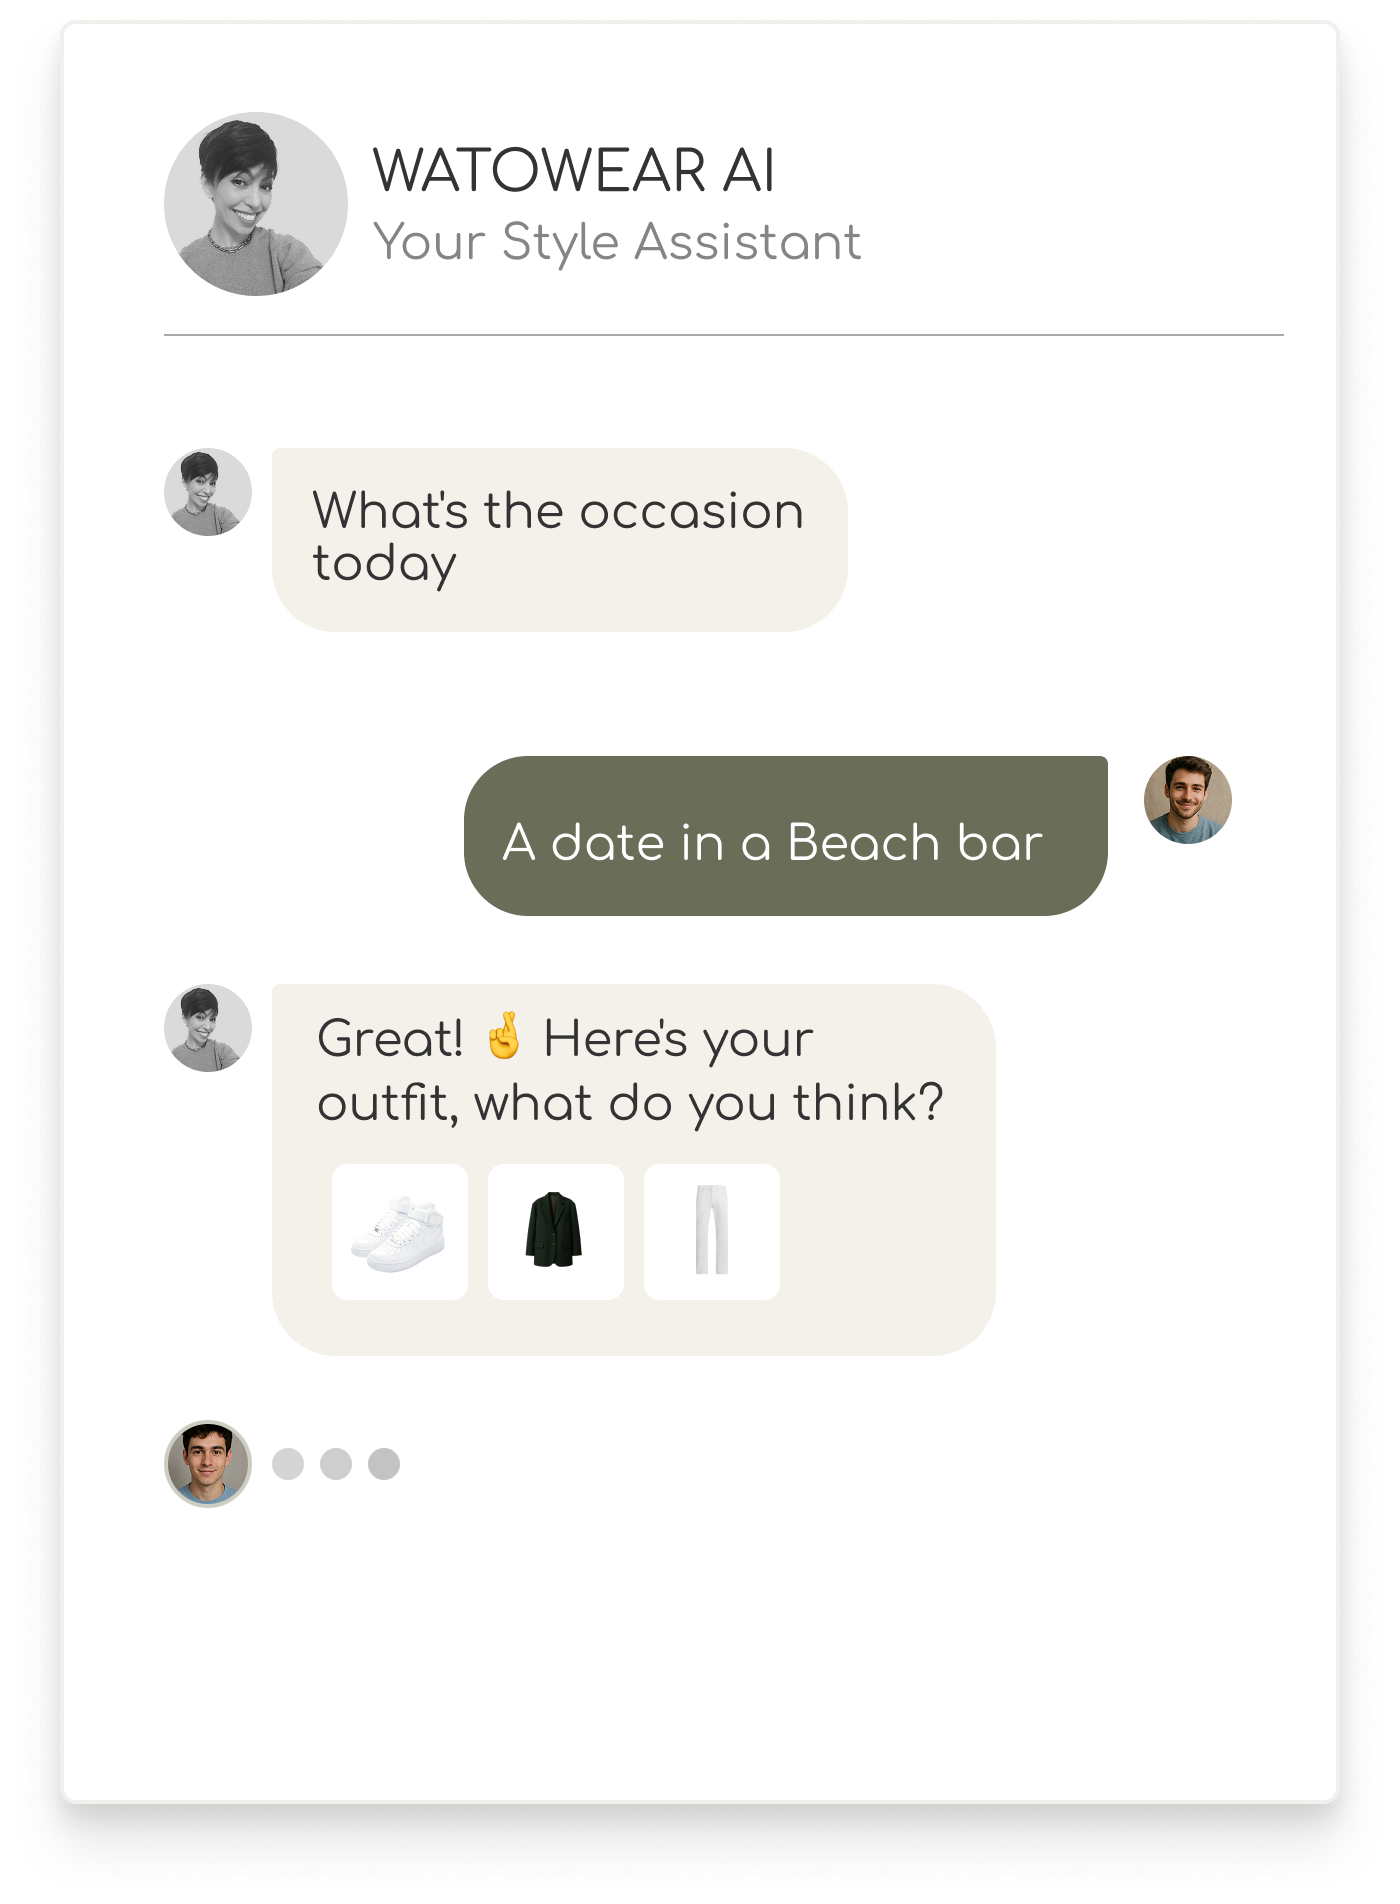 WATOWEAR AI
Your Style Assistant
What's the occasion
today
A date in a Beach bar
Great! 🤞 Here's your
outfit, what do you think?